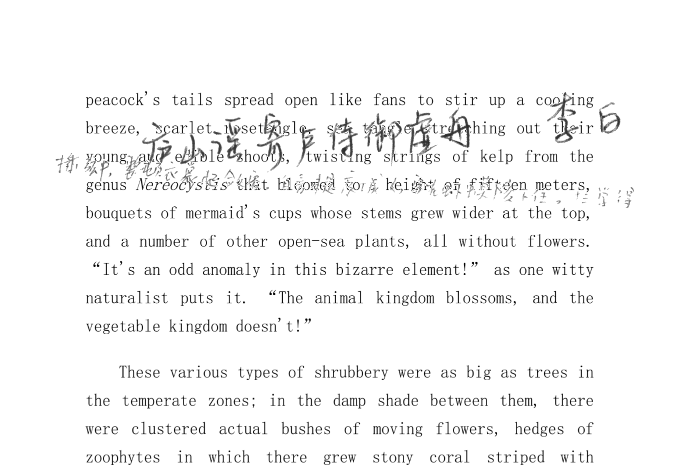 peacock's tails spread open like fans to stir up a cooling
breeze, scarlet rosetangle, sea tangle stretching out their
庐山谣寄卢侍御虚舟 李白
young and edible shoots, twisting strings of kelp from the
genus Nereocystis that bloomed to a height of fifteen meters,
bouquets of mermaid's cups whose stems grew wider at the top,
and a number of other open-sea plants, all without flowers.
“It's an odd anomaly in this bizarre element!” as one witty
naturalist puts it. “The animal kingdom blossoms, and the
vegetable kingdom doesn't!”
These various types of shrubbery were as big as trees in
the temperate zones; in the damp shade between them, there
were clustered actual bushes of moving flowers, hedges of
zoophytes in which there grew stony coral striped with